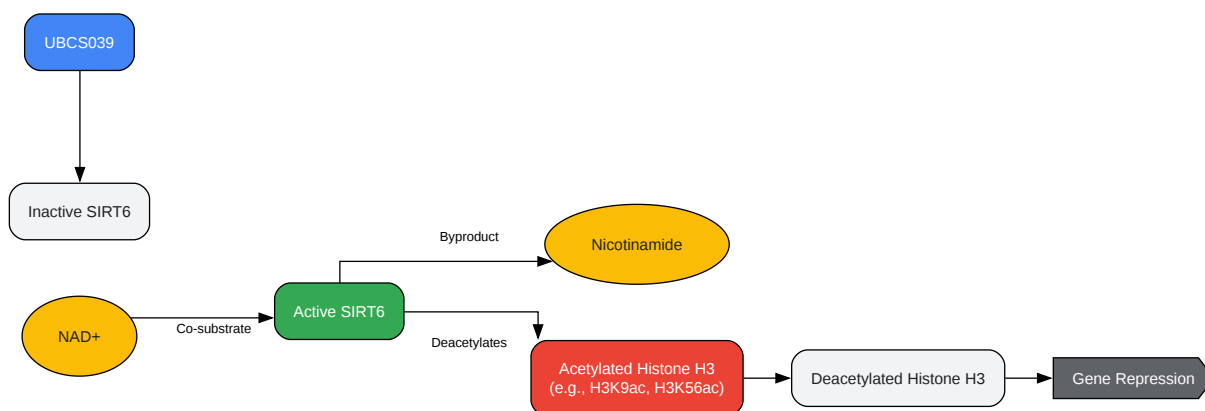 UBCS039
Inactive SIRT6
Byproduct
Nicotinamide
Active SIRT6
NAD+
Co-substrate
Deacetylates
Acetylated Histone H3
(e.g., H3K9ac, H3K56ac)
Deacetylated Histone H3
Gene Repression